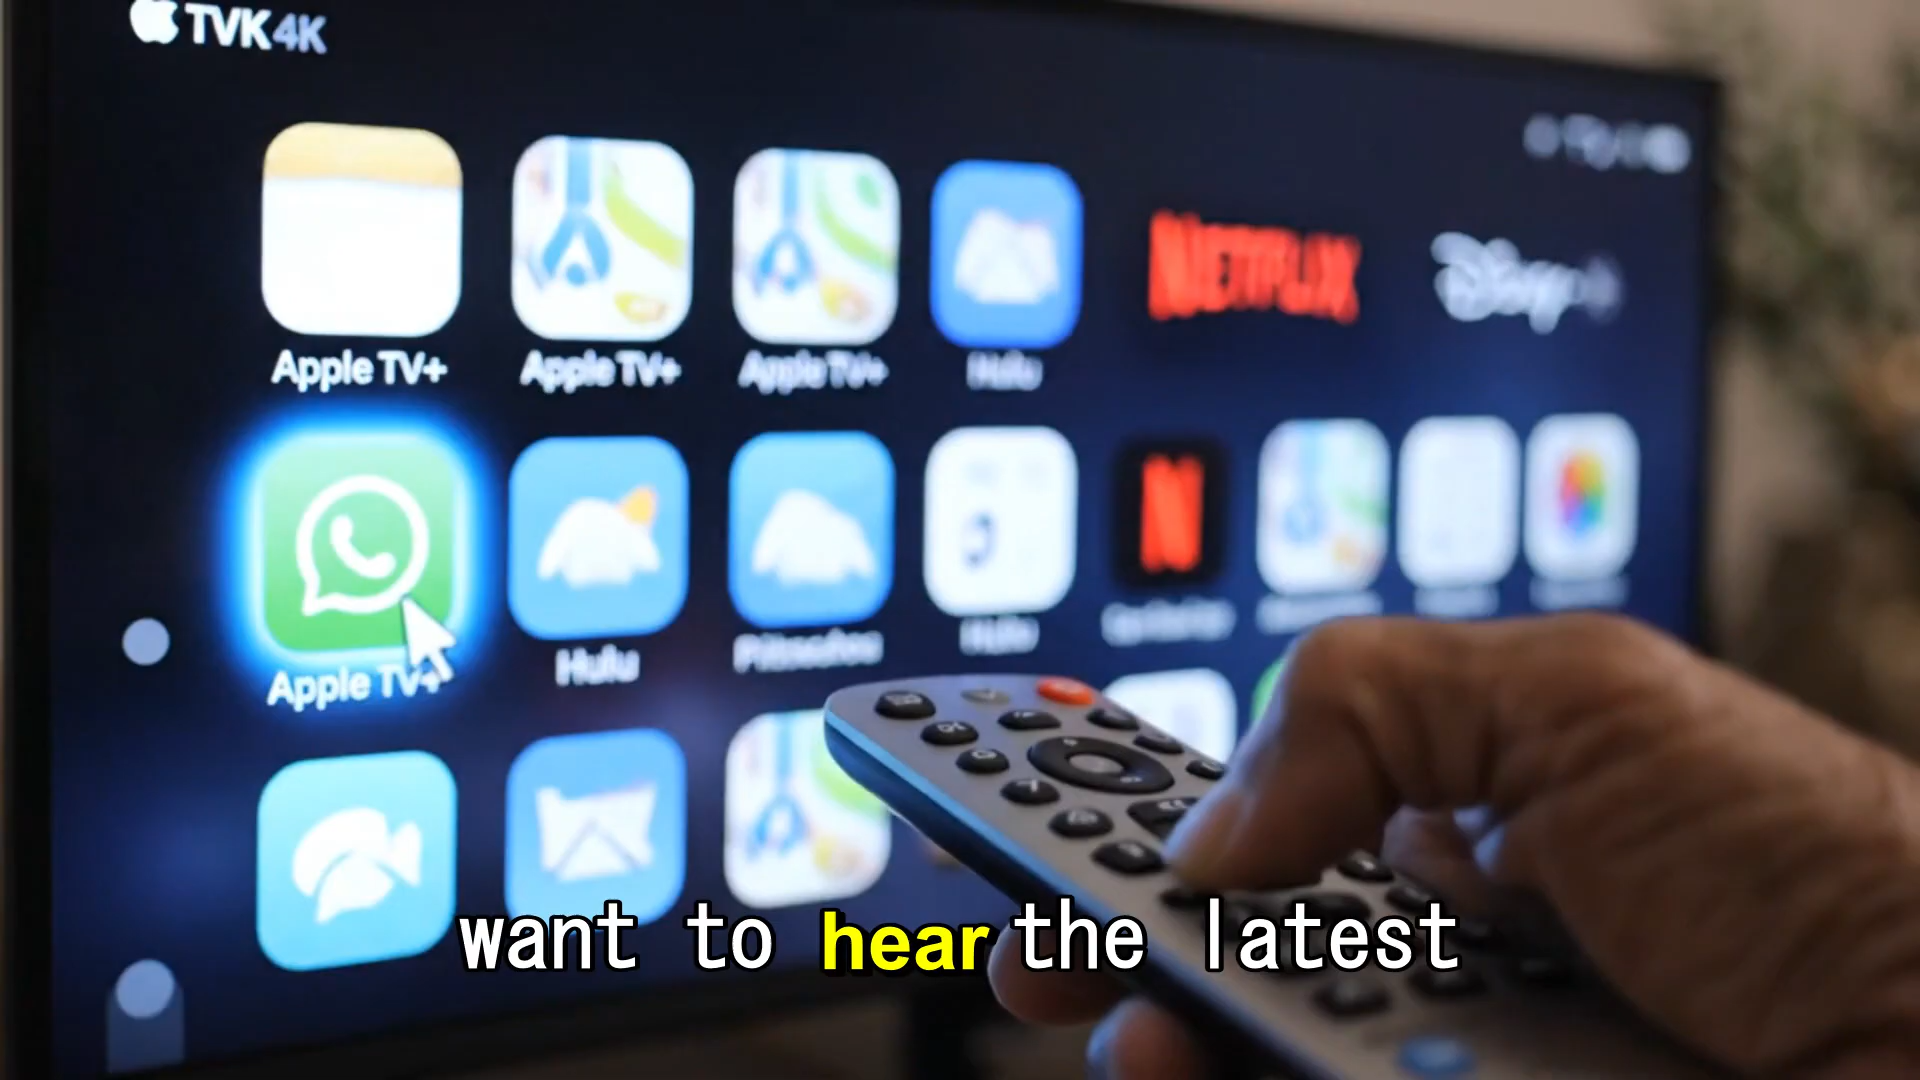 TVK4K
NETFLIX
Apple TV+ Apple TV+ Apple TV+ Hulu
Apple TV+ Hulu Hulu
want to hear the latest